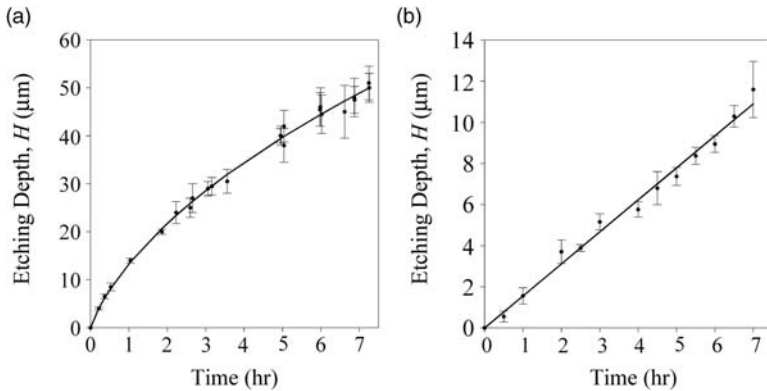 (a)
Etching Depth, H (μm)
60
50
40
30
20
10
0
0 1 2 3 4 5 6 7
Time (hr)
(b)
Etching Depth, H (μm)
14
12
10
8
6
4
2
0
0 1 2 3 4 5 6 7
Time (hr)